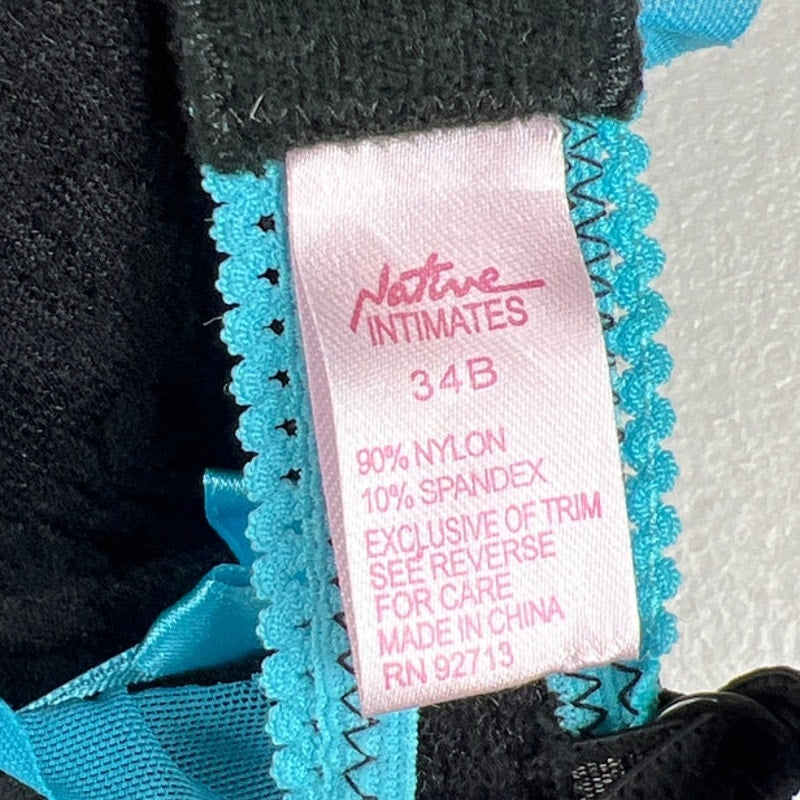 Native
INTIMATES
34B
90% NYLON
10% SPANDEX
EXCLUSIVE OF TRIM
SEE REVERSE
FOR CARE
MADE IN CHINA
RN 92713